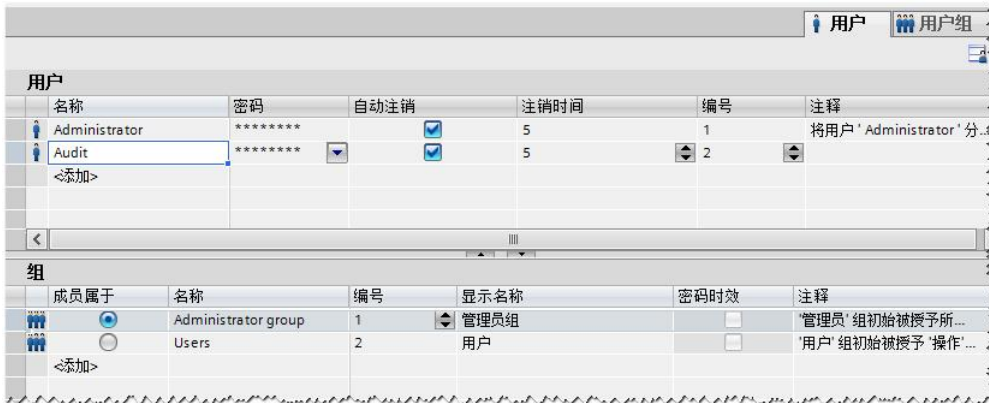 用户 用户组
用户
名称 密码 自动注销 注销时间 编号 注释
Administrator ******** 5 1 将用户 ' Administrator ' 分...
Audit ******** 5 2
<添加>
组
成员属于 名称 编号 显示名称 密码时效 注释
Administrator group 1 管理员组 '管理员' 组初始被授予所...
Users 2 用户 '用户' 组初始被授予 '操作'...
<添加>